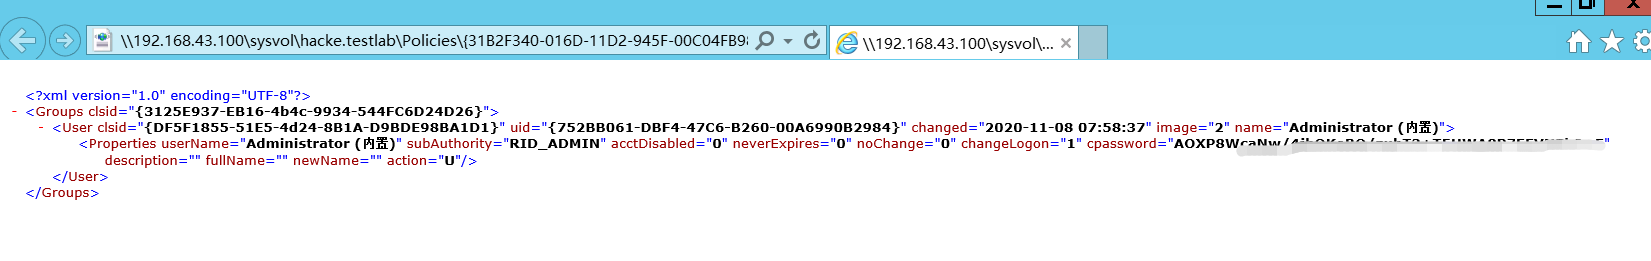 \\192.168.43.100\sysvol\hacke.testlab\Policies\{31B2F340-016D-11D2-945F-00C04FB9
\\192.168.43.100\sysvol\...
<?xml version="1.0" encoding="UTF-8"?>
- <Groups clsid="{3125E937-EB16-4b4c-9934-544FC6D24D26}">
- <User clsid="{DF5F1855-51E5-4d24-8B1A-D9BDE98BA1D1}" uid="{752BB061-DBF4-47C6-B260-00A6990B2984}" changed="2020-11-08 07:58:37" image="2" name="Administrator (内置)">
<Properties userName="Administrator (内置)" subAuthority="RID_ADMIN" acctDisabled="0" neverExpires="0" noChange="0" changeLogon="1" cpassword="
description="" fullName="" newName="" action="U"/>
</User>
</Groups>